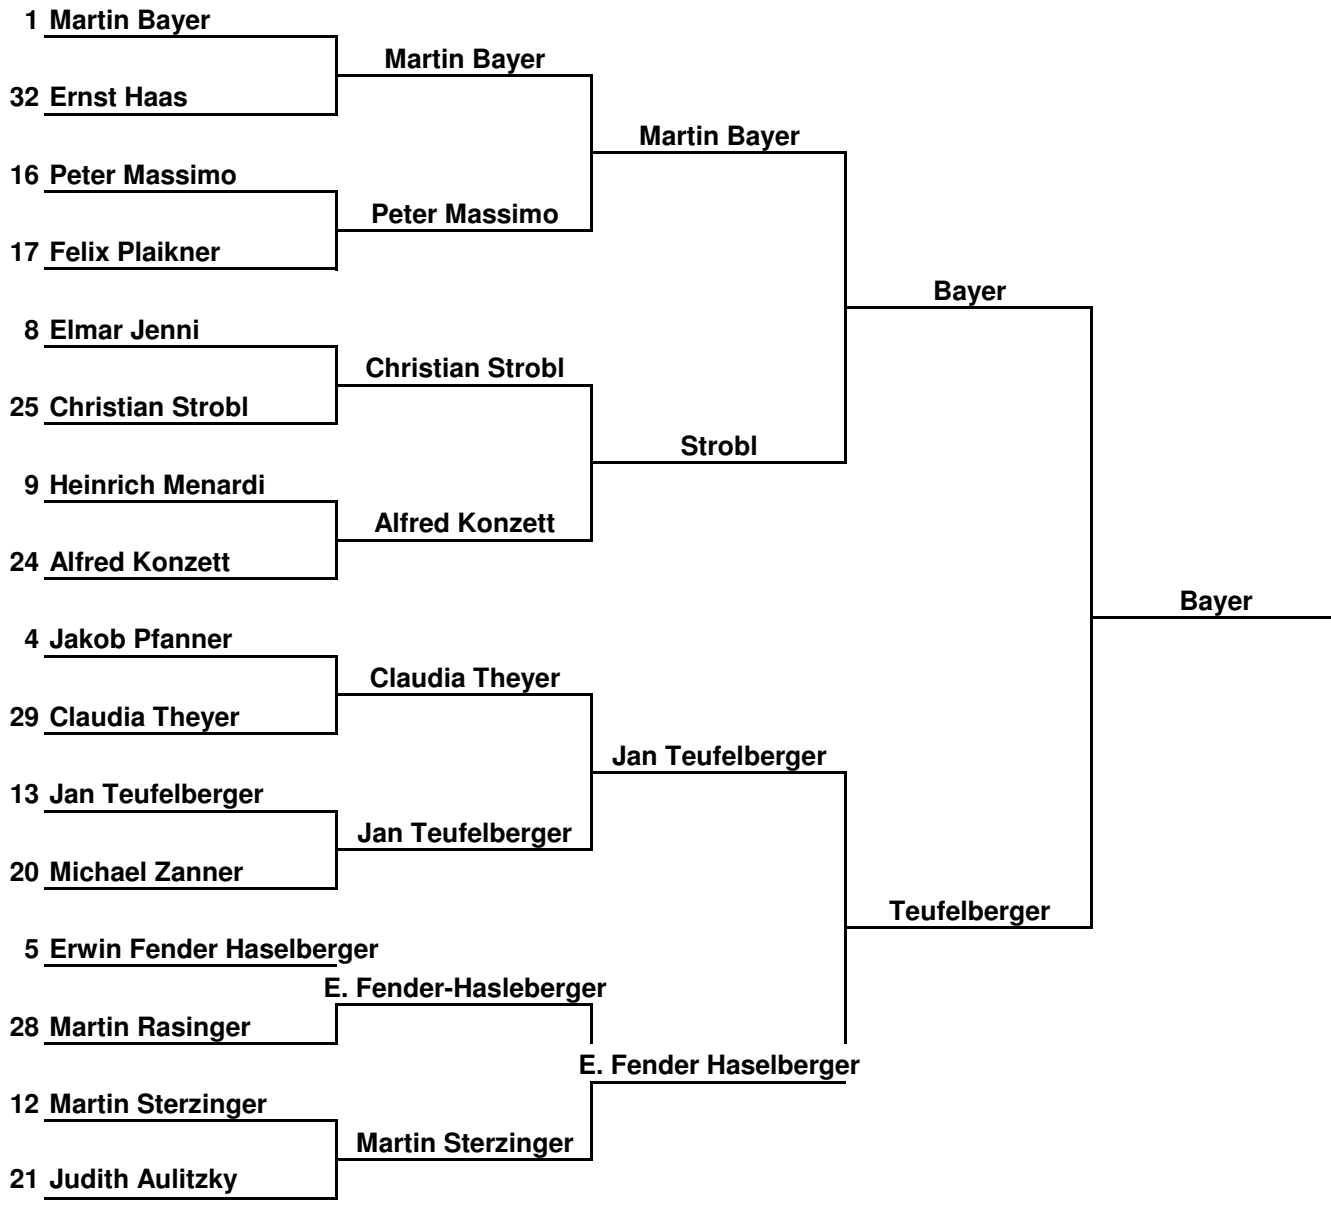 1 Martin Bayer
Martin Bayer
32 Ernst Haas
Martin Bayer
16 Peter Massimo
Peter Massimo
17 Felix Plaikner
Bayer
8 Elmar Jenni
Christian Strobl
25 Christian Strobl
Strobl
9 Heinrich Menardi
Alfred Konzett
24 Alfred Konzett
Bayer
4 Jakob Pfanner
Claudia Theyer
29 Claudia Theyer
Jan Teufelberger
13 Jan Teufelberger
Jan Teufelberger
20 Michael Zanner
Teufelberger
5 Erwin Fender Haselberger
E. Fender-Hasleberger
28 Martin Rasinger
E. Fender Haselberger
12 Martin Sterzinger
Martin Sterzinger
21 Judith Aulitzky